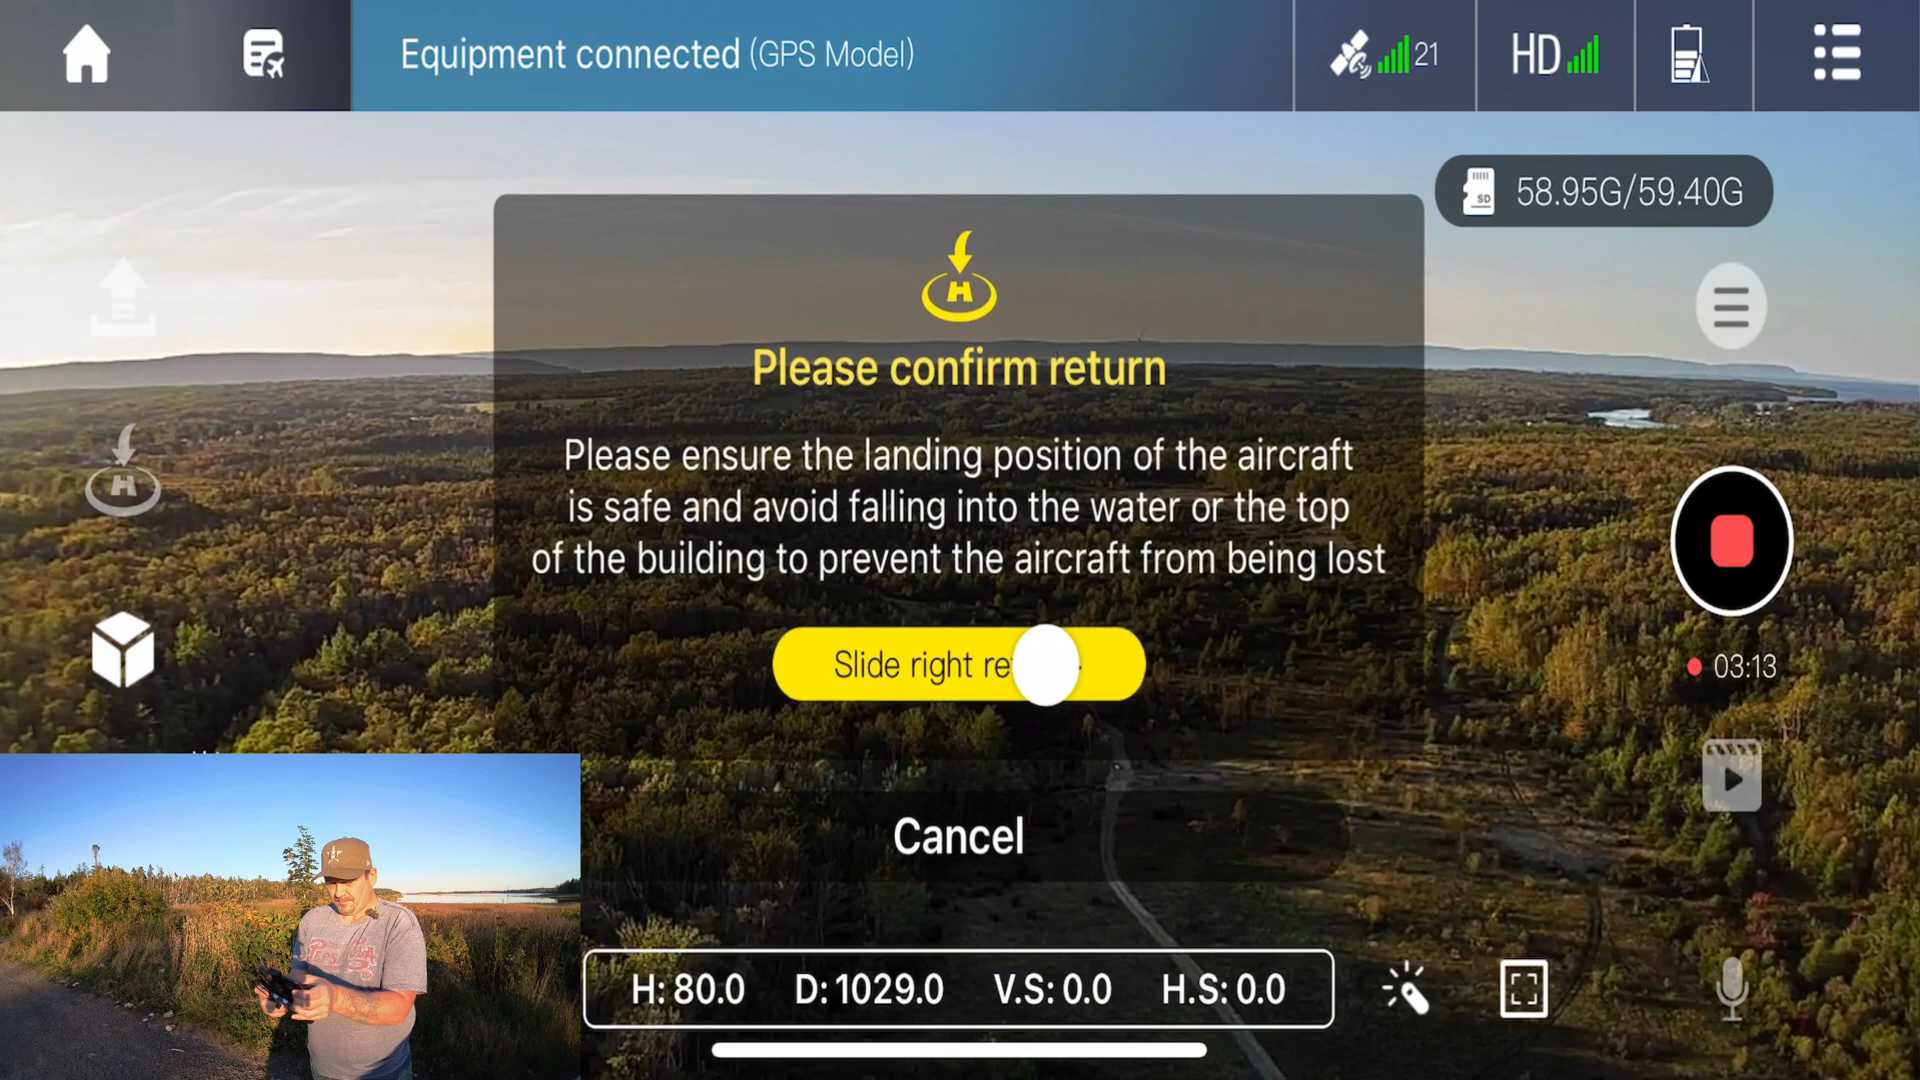 Equipment connected (GPS Model)
21
HD
SD
58.95G/59.40G
H
Please confirm return
Please ensure the landing position of the aircraft
is safe and avoid falling into the water or the top
of the building to prevent the aircraft from being lost
H
Slide right re
03:13
Cancel
H: 80.0 D: 1029.0 V.S: 0.0 H.S: 0.0